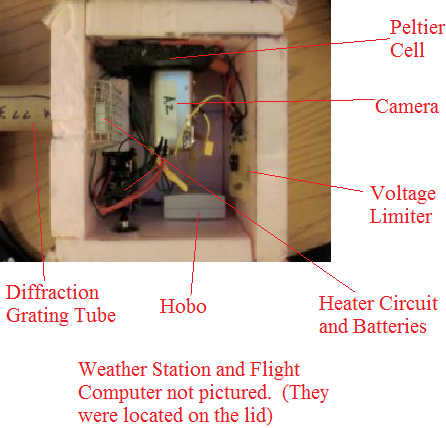 Peltier
Cell
Camera
Voltage
Limiter
Diffraction
Grating Tube
Hobo
Heater Circuit
and Batteries
Weather Station and Flight
Computer not pictured. (They
were located on the lid)